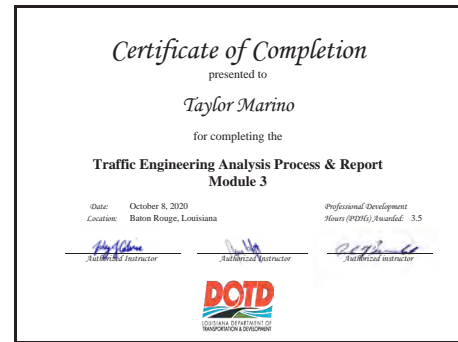 Certificate of Completion
presented to
Taylor Marino
for completing the
Traffic Engineering Analysis Process & Report
Module 3
Date: October 8, 2020
Location: Baton Rouge, Louisiana
Professional Development
Hours (PDHs) Awarded: 3.5
Authorized Instructor
Authorized Instructor
Authorized instructor
DOTD
LOUISIANA DEPARTMENT OF
TRANSPORTATION & DEVELOPMENT